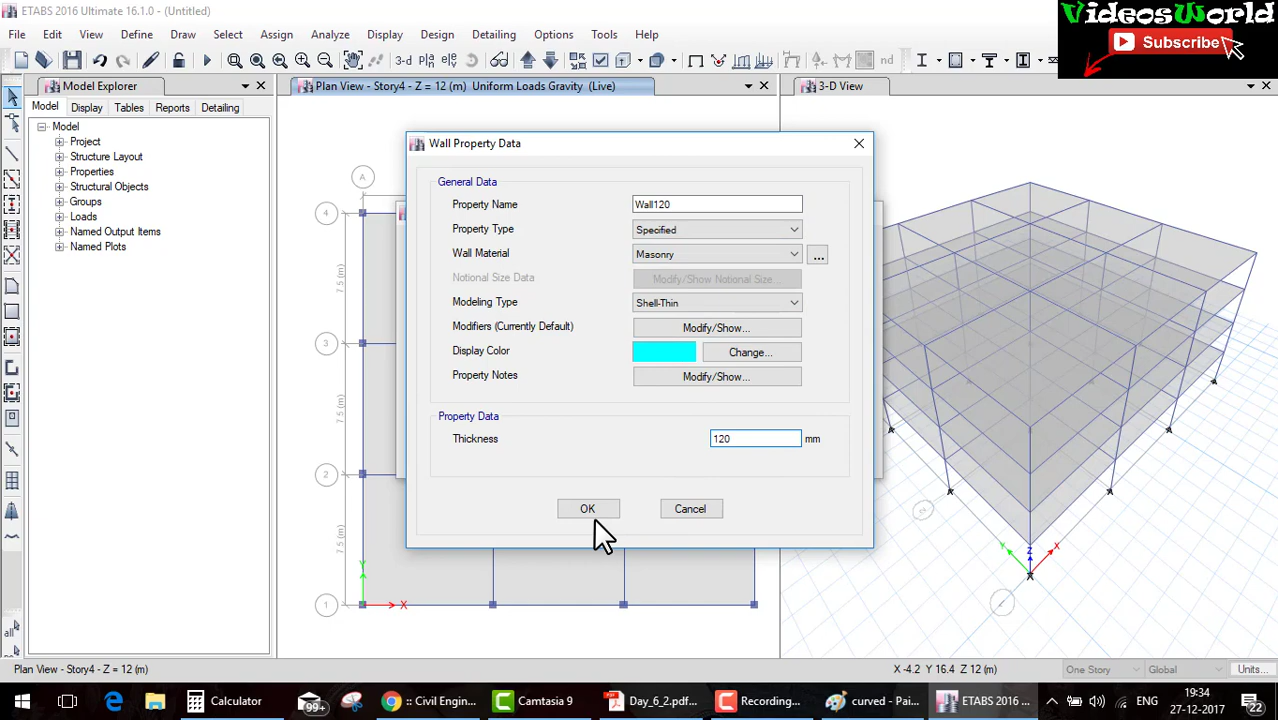 ETABS 2016 Ultimate 16.1.0 - (Untitled)
VideosWorld
Subscribe
File Edit View Define Draw Select Assign Analyze Display Design Detailing Options Tools Help
3-d
nd
Model Explorer
Plan View - Story4 - Z = 12 (m) Uniform Loads Gravity (Live)
3-D View
Model Display Tables Reports Detailing
Model
Project
Structure Layout
Properties
Structural Objects
Groups
Loads
Named Output Items
Named Plots
A
4
7.5 (m)
3
7.5 (m)
2
7.5 (m)
1
Y
X
Wall Property Data
General Data
Property Name Wall120
Property Type Specified
Wall Material Masonry ...
Notional Size Data Modify/Show Notional Size...
Modeling Type Shell-Thin
Modifiers (Currently Default) Modify/Show...
Display Color Change...
Property Notes Modify/Show...
Property Data
Thickness 120 mm
OK Cancel
Y Z X
all
Plan View - Story4 - Z = 12 (m)
X -4.2 Y 16.4 Z 12 (m)
One Story Global Units...
Calculator
99+
:: Civil Engin...
Camtasia 9
Day_6_2.pdf...
Recording...
curved - Pai...
ETABS 2016 ...
ENG
19:34
27-12-2017
22